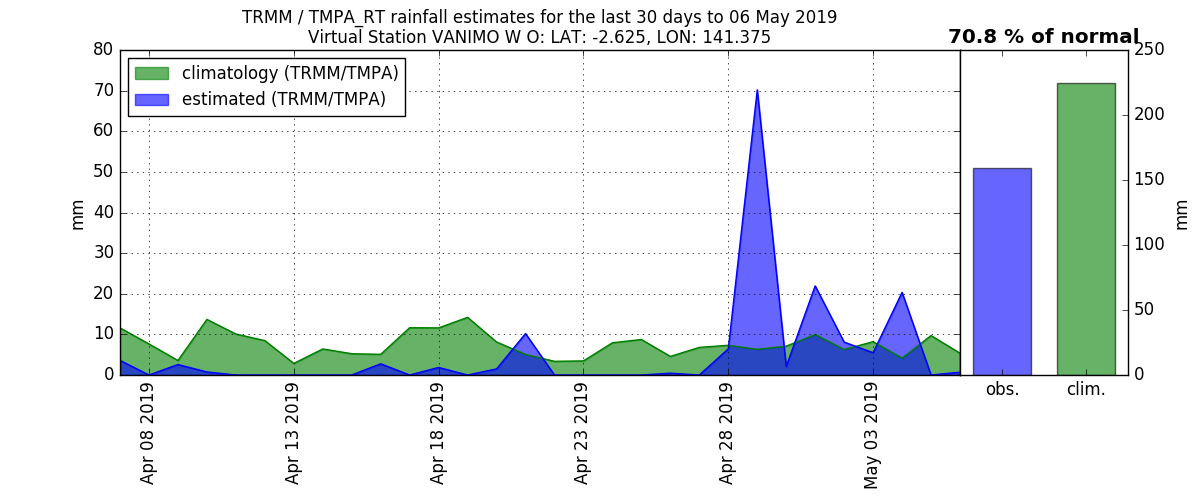 TRMM / TMPA_RT rainfall estimates for the last 30 days to 06 May 2019
Virtual Station VANIMO W O: LAT: -2.625, LON: 141.375
70.8 % of normal
climatology (TRMM/TMPA)
estimated (TRMM/TMPA)
80
70
60
50
40
30
20
10
0
mm
Apr 08 2019
Apr 13 2019
Apr 18 2019
Apr 23 2019
Apr 28 2019
May 03 2019
obs.
clim.
250
200
150
100
50
0
mm